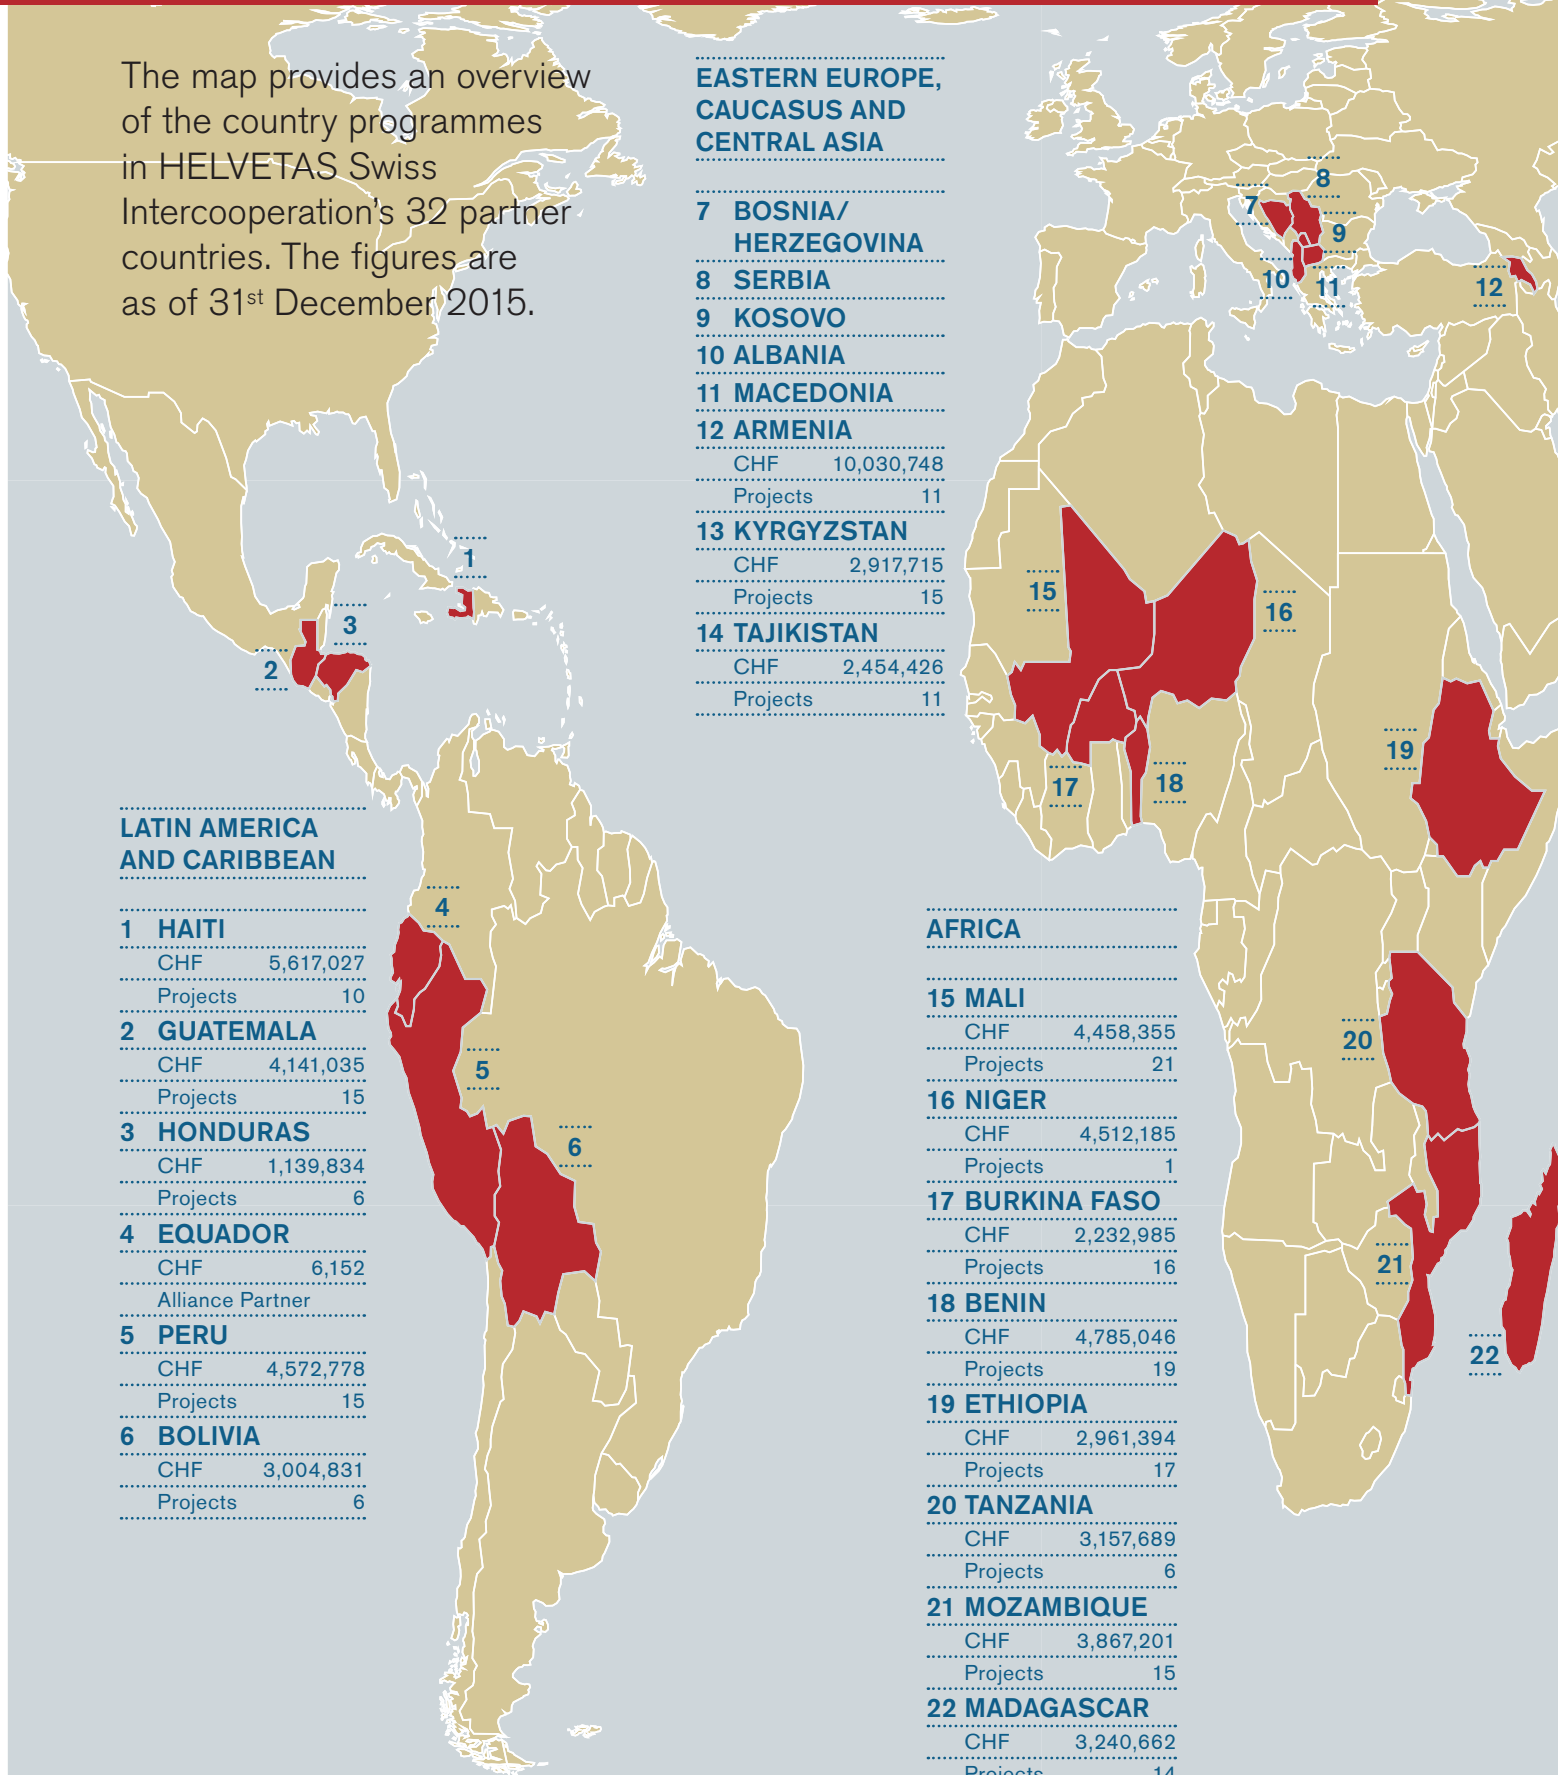 The map provides an overview
of the country programmes
in HELVETAS Swiss
Intercooperation's 32 partner
countries. The figures are
as of 31st December 2015.
EASTERN EUROPE,
CAUCASUS AND
CENTRAL ASIA
7 BOSNIA/
HERZEGOVINA
8 SERBIA
9 KOSOVO
10 ALBANIA
11 MACEDONIA
12 ARMENIA
CHF 10,030,748
Projects 11
13 KYRGYZSTAN
CHF 2,917,715
Projects 15
14 TAJIKISTAN
CHF 2,454,426
Projects 11
LATIN AMERICA
AND CARIBBEAN
1 HAITI
CHF 5,617,027
Projects 10
2 GUATEMALA
CHF 4,141,035
Projects 15
3 HONDURAS
CHF 1,139,834
Projects 6
4 EQUADOR
CHF 6,152
Alliance Partner
5 PERU
CHF 4,572,778
Projects 15
6 BOLIVIA
CHF 3,004,831
Projects 6
AFRICA
15 MALI
CHF 4,458,355
Projects 21
16 NIGER
CHF 4,512,185
Projects 1
17 BURKINA FASO
CHF 2,232,985
Projects 16
18 BENIN
CHF 4,785,046
Projects 19
19 ETHIOPIA
CHF 2,961,394
Projects 17
20 TANZANIA
CHF 3,157,689
Projects 6
21 MOZAMBIQUE
CHF 3,867,201
Projects 15
22 MADAGASCAR
CHF 3,240,662
Projects 14
1
3
2
4
5
6
8
7
9
10
11
12
15
16
17
18
19
20
21
22